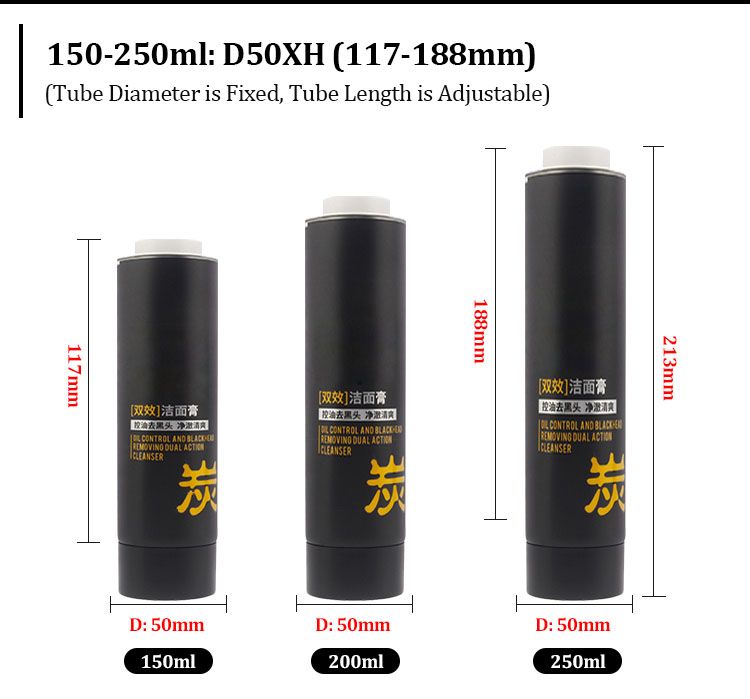 150-250ml: D50XH (117-188mm)
(Tube Diameter is Fixed, Tube Length is Adjustable)
117mm
188mm
213mm
[双效]洁面膏
控油去黑头 净澈清爽
OIL CONTROL AND BLACKHEAD
REMOVING DUAL ACTION
CLEANSER
炭
[双效]洁面膏
控油去黑头 净澈清爽
OIL CONTROL AND BLACKHEAD
REMOVING DUAL ACTION
CLEANSER
炭
[双效]洁面膏
控油去黑头 净澈清爽
OIL CONTROL AND BLACKHEAD
REMOVING DUAL ACTION
CLEANSER
炭
D: 50mm
D: 50mm
D: 50mm
150ml
200ml
250ml